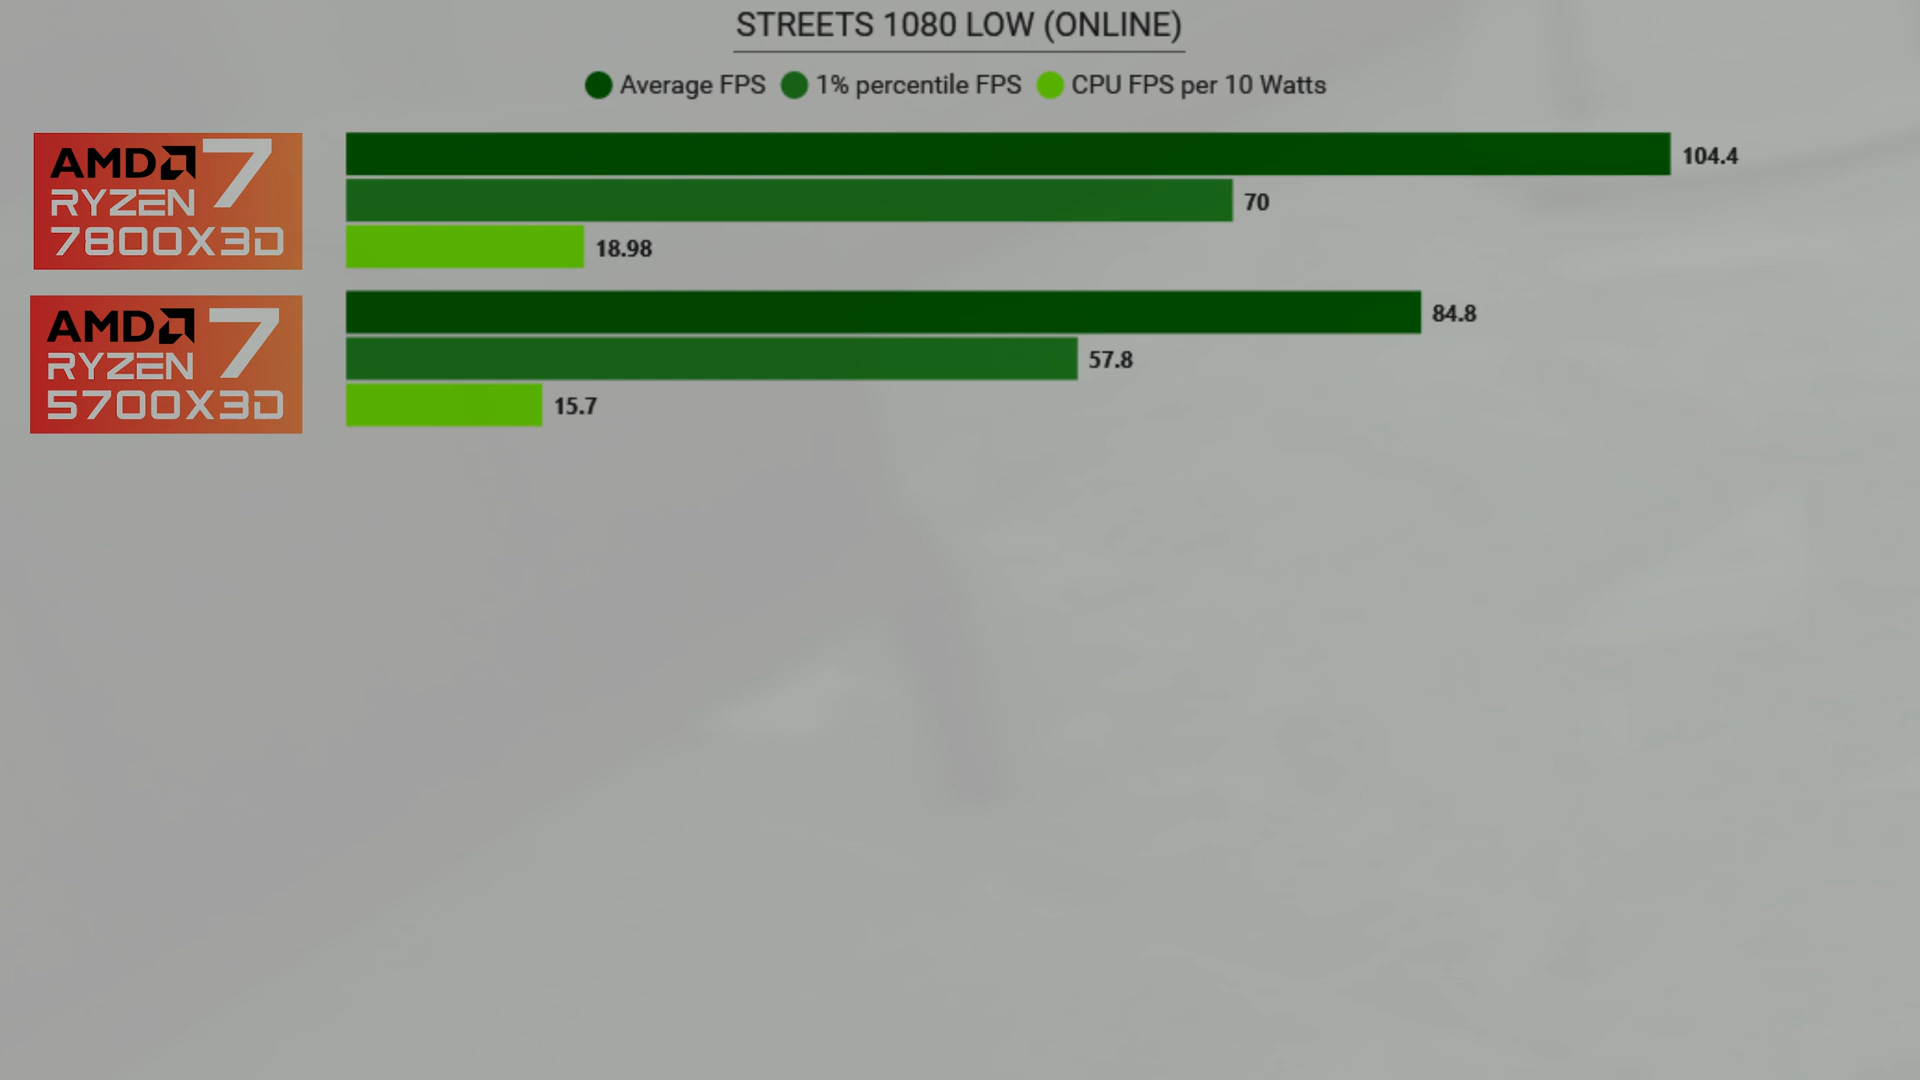 STREETS 1080 LOW (ONLINE)
Average FPS 1% percentile FPS CPU FPS per 10 Watts
AMD 7
RYZEN
7800X3D
104.4
70
18.98
AMD 7
RYZEN
5700X3D
84.8
57.8
15.7